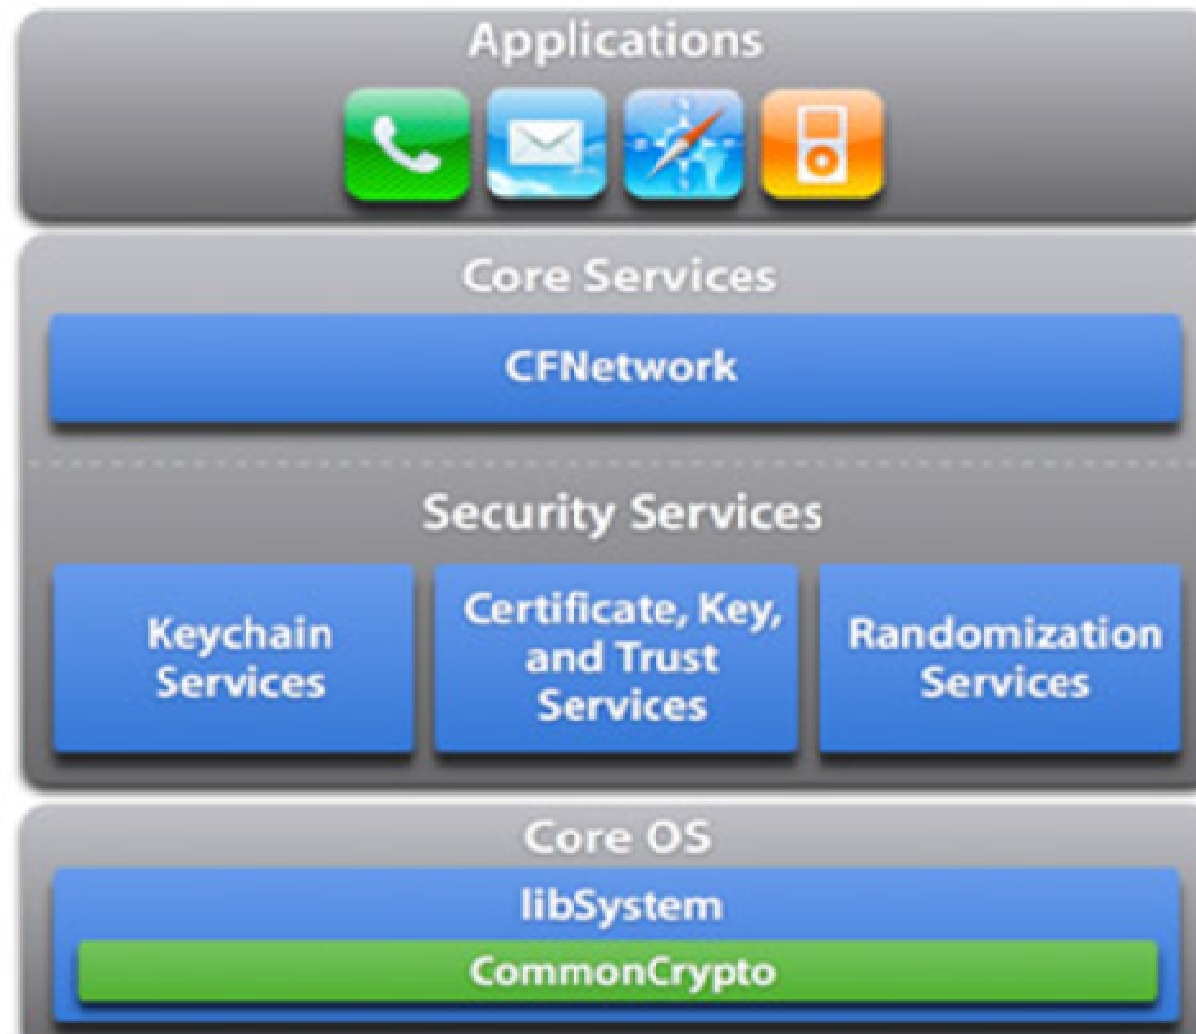 Applications
Core Services
CFNetwork
Security Services
Keychain
Services
Certificate, Key,
and Trust
Services
Randomization
Services
Core OS
libSystem
CommonCrypto